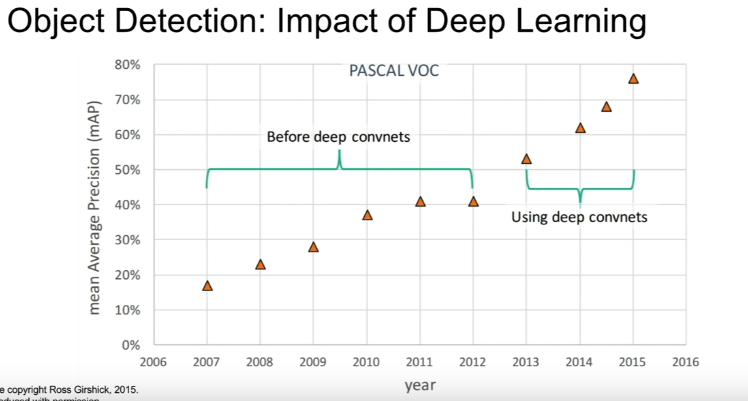 Object Detection: Impact of Deep Learning
PASCAL VOC
80%
70%
60%
50%
40%
30%
20%
10%
0%
mean Average Precision (mAP)
Before deep convnets
Using deep convnets
2006 2007 2008 2009 2010 2011 2012 2013 2014 2015 2016
year
copyright Ross Girshick, 2015.
with permission